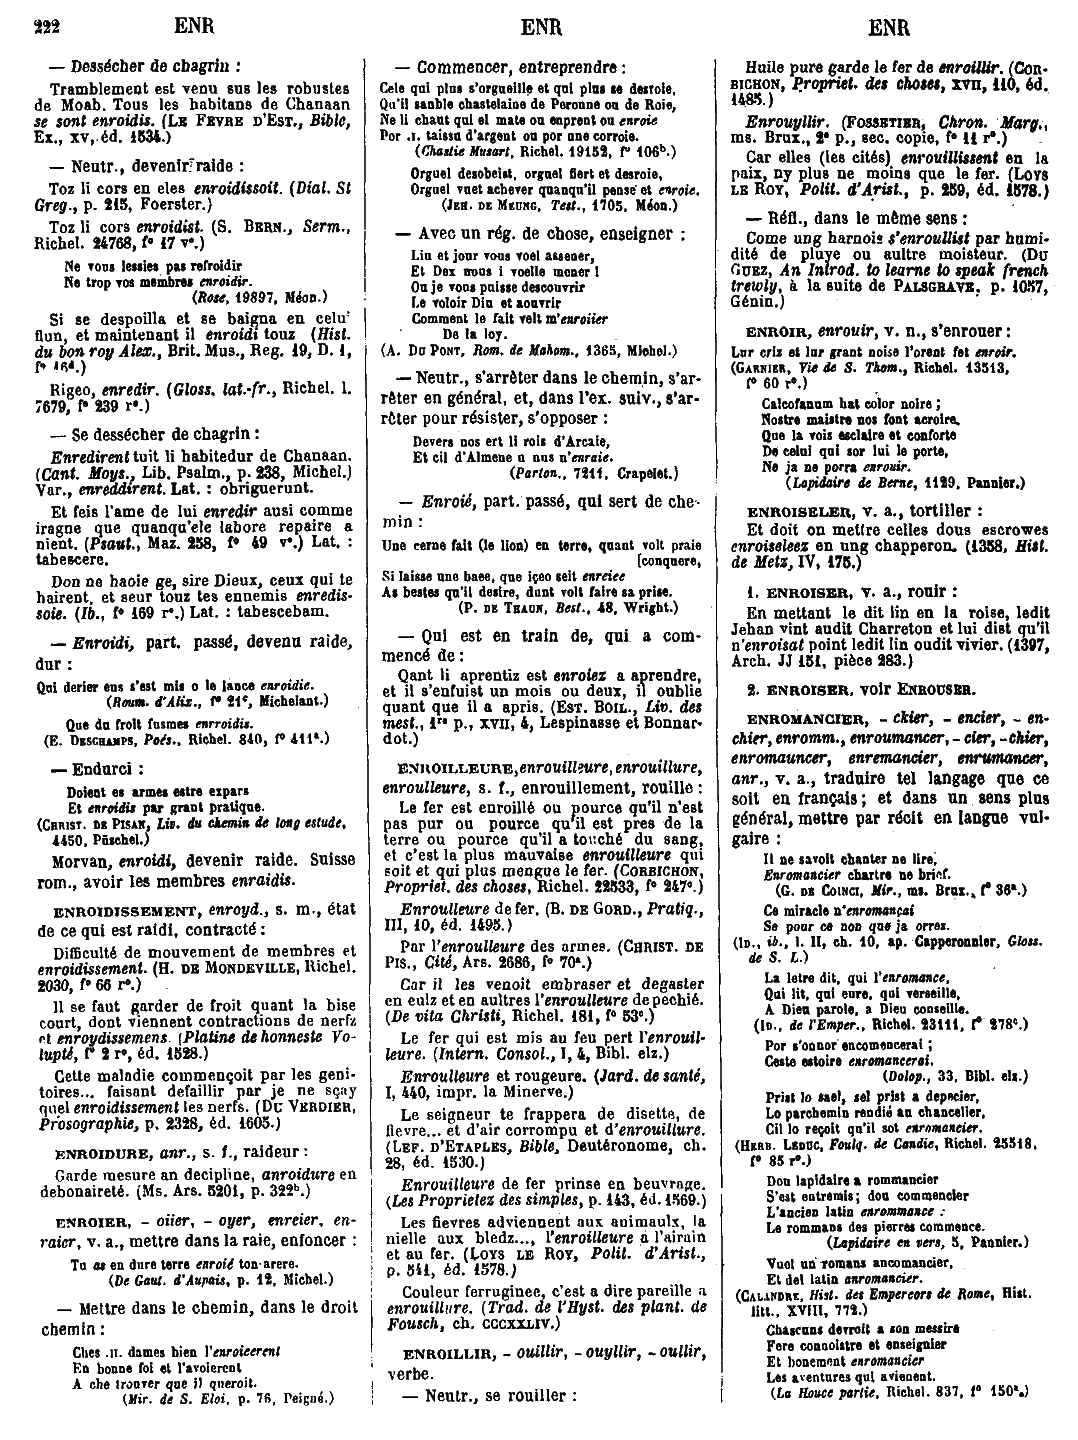 222 ENR ENR ENR
— Dessécher de chagrin :
Tramblement est venu sus les robustes
de Moab. Tous les habitans de Chanaan
se sont enroidis. (LE FEVRE D'EST., Bible,
Ex., XV, éd. 1534.)
— Neutr., devenir raide :
Toz li cors en eles enroidissoit. (Dial. St
Greg., p. 215, Foerster.)
Toz li cors enroidist. (S. BERN., Serm.,
Richel. 24768, f° 17 v°.)
Ne vous lessies pas refroidir
Ne trop vos membres enroidir.
(Rose, 19897, Méon.)
Si se despoilla et se baigna en celui
flun, et maintenant il enroidi touz (Hist.
du bon roy Alex., Brit. Mus., Reg. 19, D. 1,
f° 16ᵈ.)
Rigeo, enredir. (Gloss. lat.-fr., Richel. l.
7679, f° 239 r°.)
— Se dessécher de chagrin :
Enredirent tuit li habitedur de Chanaan.
(Cant. Moys., Lib. Psalm., p. 238, Michel.)
Var., enreddirent. Lat. : obriguerunt.
Et feis l'ame de lui enredir ausi comme
iragne que quanqu'ele labore repaire a
nient. (Psaut., Maz. 258, f° 49 v°.) Lat. :
tabescere.
Don ne haoie ge, sire Dieux, ceux qui te
hairent, et seur touz tes ennemis enredis-
soie. (Ib., f° 169 r°.) Lat. : tabescebam.
— Enroidi, part. passé, devenu raide,
dur :
Qui derier ens s'est mis o le lance enroidie.
(Roum. d'Alix., f° 21ᶜ, Michelant.)
Que du froit fusmes enrroidis.
(E. DESCHAMPS, Poés., Richel. 840, f° 411ᵃ.)
— Endurci :
Doient es armes estre expars
Et enroidis par grant pratique.
(CHRIST. DE PISAN, Liv. du chemin de long estude,
4450, Püschel.)
Morvan, enroidi, devenir raide. Suisse
rom., avoir les membres enraidis.
ENROIDISSEMENT, enroyd., s. m., état
de ce qui est raidi, contracté :
Difficulté de mouvement de membres et
enroidissement. (H. DE MONDEVILLE, Richel.
2030, f° 66 r°.)
Il se faut garder de froit quant la bise
court, dont viennent contractions de nerfz
et enroydissemens. (Platine de honneste Vo-
lupté, f° 2 r°, éd. 1528.)
Cette maladie commençoit par les geni-
toires... faisant defaillir par je ne sçay
quel enroidissement les nerfs. (DU VERDIER,
Prosographie, p. 2328, éd. 1605.)
ENROIDURE, anr., s. f., raideur :
Garde mesure an decipline, anroidure en
debonaireté. (Ms. Ars. 5201, p. 322ᵇ.)
ENROIER, - oiier, - oyer, enreier, en-
raier, v. a., mettre dans la raie, enfoncer :
Tu as en dure terre enroié ton arere.
(De Gaut. d'Aupais, p. 12, Michel.)
— Mettre dans le chemin, dans le droit
chemin :
Ches .II. dames bien l'enroieerent
En bonne foi et l'avoierent
A che trouver que il queroit.
(Mir. de S. Eloi, p. 76, Peigné.)
— Commencer, entreprendre :
Cele qui plus s'orgueille et qui plus se desroie,
Qu'il sanble chastelaine de Peronne ou de Roie,
Ne li chaut qui el mate ou enprent ou enroie
Por .I. taissu d'argent ou por une corroie.
(Chastie Musart, Richel. 19152, f° 106ᵇ.)
Orguel desobeist, orguel fiert et desroie,
Orguel vuet achever quanqu'il pense et enroie.
(JEH. DE MEUNG, Test., 1705, Méon.)
— Avec un rég. de chose, enseigner :
Liu et jour vous voel assener,
Et Dex nous i voelle mener !
Ou je vous puisse descouvrir
Le voloir Diu et aouvrir
Comment le fait velt m'enroiier
De la loy.
(A. DU PONT, Rom. de Mahom., 1365, Michel.)
— Neutr., s'arrêter dans le chemin, s'ar-
rêter en général, et, dans l'ex. suiv., s'ar-
rêter pour résister, s'opposer :
Devers nos ert li rois d'Arcaie,
Et cil d'Almene a nus n'enraie.
(Parton., 7211, Crapelet.)
— Enroié, part. passé, qui sert de che-
min :
Une cerne fait (le lion) en terre, quant volt praie
[conquere,
Si laisse une baee, que iço seit enreiee
As bestes qu'il desire, dunt volt faire sa prise.
(P. DE THAUN, Best., 48, Wright.)
— Qui est en train de, qui a com-
mencé de :
Qant li aprentiz est enroiez a aprendre,
et il s'enfuist un mois ou deux, il oublie
quant que il a apris. (EST. BOIL., Liv. des
mest., 1ʳᵉ p., XVII, 4, Lespinasse et Bonnar-
dot.)
ENROILLEURE, enrouilleure, enrouillure,
enroulleure, s. f., enrouillement, rouille :
Le fer est enroillé ou pource qu'il n'est
pas pur ou pource qu'il est pres de la
terre ou pource qu'il a touché du sang,
et c'est la plus mauvaise enrouilleure qui
soit et qui plus mengue le fer. (CORBICHON,
Propriet. des choses, Richel. 22533, f° 247ᶜ.)
Enroulleure de fer. (B. DE GORD., Pratiq.,
III, 10, éd. 1495.)
Par l'enroulleure des armes. (CHRIST. DE
PIS., Cité, Ars. 2686, f° 70ᵃ.)
Car il les venoit embraser et degaster
en eulz et en aultres l'enroulleure de pechié.
(De vita Christi, Richel. 181, f° 53ᶜ.)
Le fer qui est mis au feu pert l'enrouil-
leure. (Intern. Consol., I, 4, Bibl. elz.)
Enroulleure et rougeure. (Jard. de santé,
I, 440, impr. la Minerve.)
Le seigneur te frappera de disette, de
fievre... et d'air corrompu et d'enrouillure.
(LEF. D'ETAPLES, Bible, Deutéronome, ch.
28, éd. 1530.)
Enrouilleure de fer prinse en beuvrage.
(Les Proprietez des simples, p. 143, éd. 1569.)
Les fievres adviennent aux animaulx, la
nielle aux bledz..., l'enroilleure a l'airain
et au fer. (LOYS LE ROY, Polit. d'Arist.,
p. 511, éd. 1578.)
Couleur ferruginee, c'est a dire pareille a
enrouillure. (Trad. de l'Hyst. des plant. de
Fousch, ch. CCCXXLIV.)
ENROILLIR, - ouillir, - ouyllir, - oullir,
verbe.
— Neutr., se rouiller :
Huile pure garde le fer de enroillir. (COR-
BICHON, Propriet. des choses, XVII, 110, éd.
1485.)
Enrouyllir. (FOSSETIER, Chron. Marg.,
ms. Brux., 2° p., sec. copie, f° 11 r°.)
Car elles (les cités) enrouillissent en la
paix, ny plus ne moins que le fer. (LOYS
LE ROY, Polit. d'Arist., p. 259, éd. 1578.)
— Réfl., dans le même sens :
Come ung harnois s'enroullist par humi-
dité de pluye ou aultre moisteur. (DU
GUEZ, An Introd. to learne to speak french
trewly, à la suite de PALSGRAVE, p. 1057,
Génin.)
ENROIR, enrouir, v. n., s'enrouer :
Lur criz et lur grant noise l'orent fet enroir.
(GARNIER, Vie de S. Thom., Richel. 13513,
f° 60 r°.)
Calcofanum hat color noire ;
Nostre maistre nos font acroire,
Que la vois esclaire et conforte
De celui qui sor lui le porte,
Ne ja ne porra enrouir.
(Lapidaire de Berne, 1129, Pannier.)
ENROISELER, v. a., tortiller :
Et doit on mettre celles dous escrowes
enroiseleez en ung chapperon. (1358, Hist.
de Metz, IV, 175.)
1. ENROISER, v. a., rouir :
En mettant le dit lin en la roise, ledit
Jehan vint audit Charreton et lui dist qu'il
n'enroisat point ledit lin oudit vivier. (1397,
Arch. JJ 151, pièce 283.)
2. ENROISER, voir ENROUSER.
ENROMANCIER, - ckier, - encier, - en-
chier, enromm., enroumancer, - cier, - chier,
enromauncer, enremancier, enrumancer,
anr., v. a., traduire tel langage que ce
soit en français ; et dans un sens plus
général, mettre par récit en langue vul-
gaire :
Il ne savoit chanter ne lire,
Enromancier chartre ne brief.
(G. DE COINCI, Mir., ms. Brux., f° 36ᵃ.)
Ce miracle n'enromançai
Se pour ce non que ja orrez.
(ID., ib., l. II, ch. 10, ap. Capperonnier, Gloss.
de S. L.)
La letre dit, qui l'enromance,
Qui lit, qui eure, qui verseille,
A Dieu parole, a Dieu conseille.
(ID., de l'Emper., Richel. 23111, f° 278ᶜ.)
Por s'onnor encomencerai ;
Ceste estoire enromancerai.
(Dolop., 33, Bibl. elz.)
Prist lo sael, sel prist a depecier,
Lo parchemin rendié au chancelier,
Cil lo reçoit qu'il sot enromancier.
(HERB. LEDUC, Foulq. de Candie, Richel. 25518,
f° 85 r°.)
Dou lapidaire a rommancier
S'est entremis ; dou commencier
L'ancien latin enrommance :
Le rommans des pierres commence.
(Lapidaire en vers, 5, Pannier.)
Vuol un romans ancomancier,
Et del latin anromancier.
(CALENDRE, Hist. des Empereors de Rome, Hist.
litt., XVIII, 772.)
Chascuns devroit a son messire
Fere connoistre et enseignier
Et bonement enromancier
Les aventures qui avienent.
(La Houce partie, Richel. 837, f° 150ᵃ.)